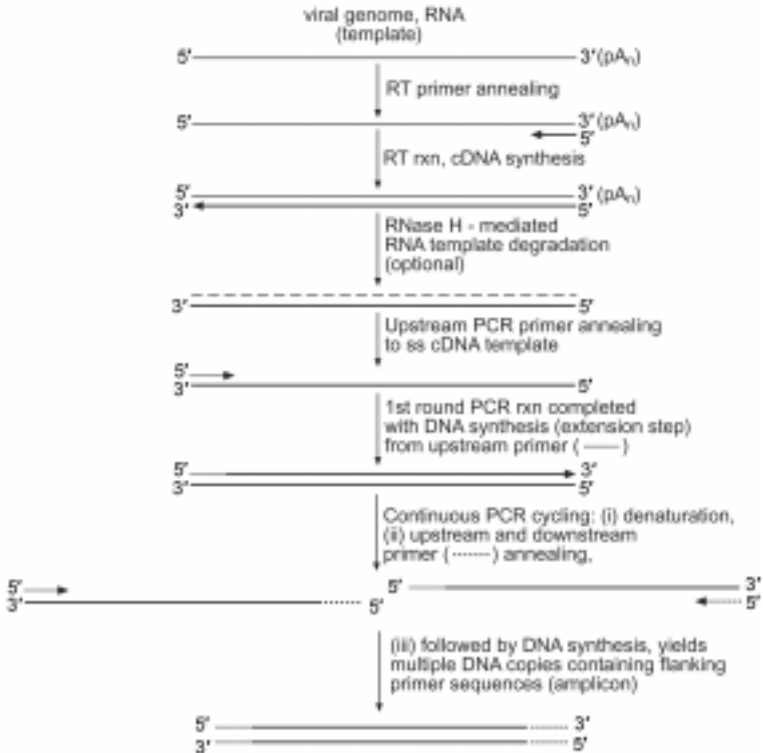 viral genome, RNA
(template)
5' 3' (pAn)
RT primer annealing
5' 3' (pAn)
5'
RT rxn, cDNA synthesis
5' 3' (pAn)
3' 5'
RNase H - mediated
RNA template degradation
(optional)
3' 5'
Upstream PCR primer annealing
to ss cDNA template
5'
3' 5'
1st round PCR rxn completed
with DNA synthesis (extension step)
from upstream primer ( —— )
5' 3'
3' 5'
Continuous PCR cycling: (i) denaturation,
(ii) upstream and downstream
primer ( ······· ) annealing,
5' 5' 3'
3' 5' 5'
(iii) followed by DNA synthesis, yields
multiple DNA copies containing flanking
primer sequences (amplicon)
5' 3'
3' 5'